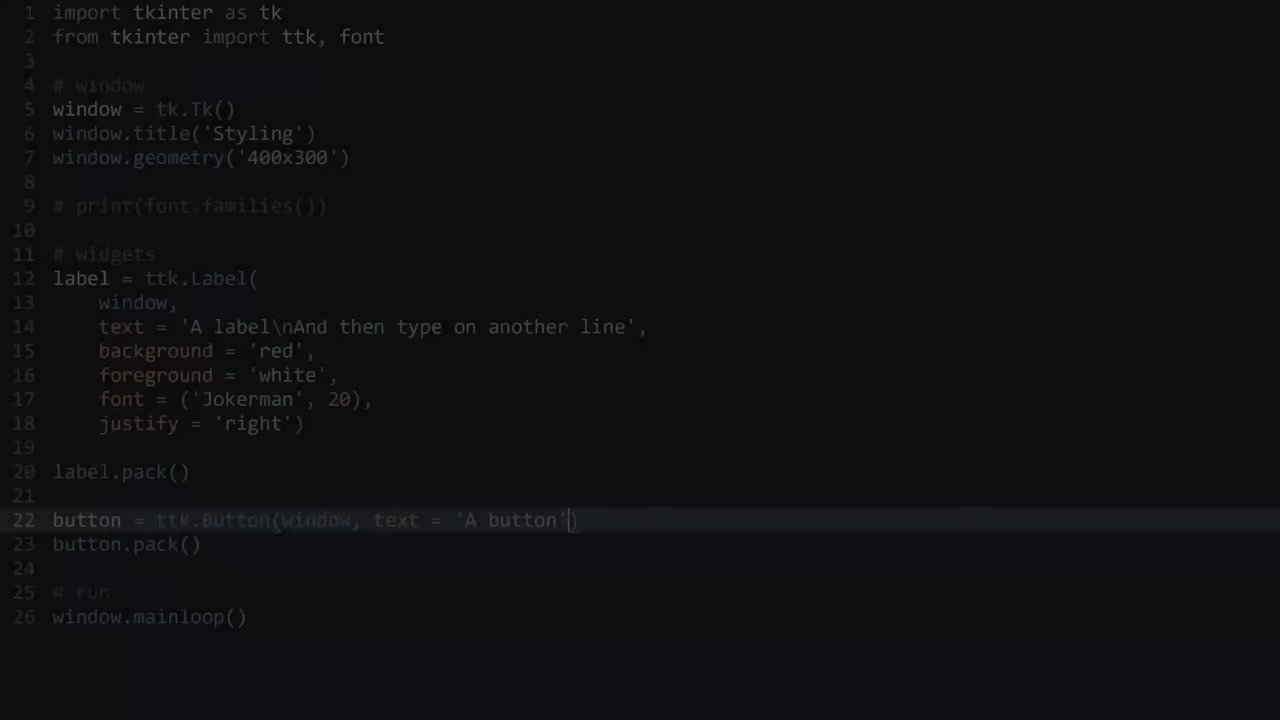 1 import tkinter as tk
2 from tkinter import ttk, font
3
4 # window
5 window = tk.Tk()
6 window.title('Styling')
7 window.geometry('400x300')
8
9 # print(font.families())
10
11 # widgets
12 label = ttk.Label(
13     window,
14     text = 'A label\nAnd then type on another line',
15     background = 'red',
16     foreground = 'white',
17     font = ('Jokerman', 20),
18     justify = 'right')
19
20 label.pack()
21
22 button = ttk.Button(window, text = 'A button')
23 button.pack()
24
25 # run
26 window.mainloop()